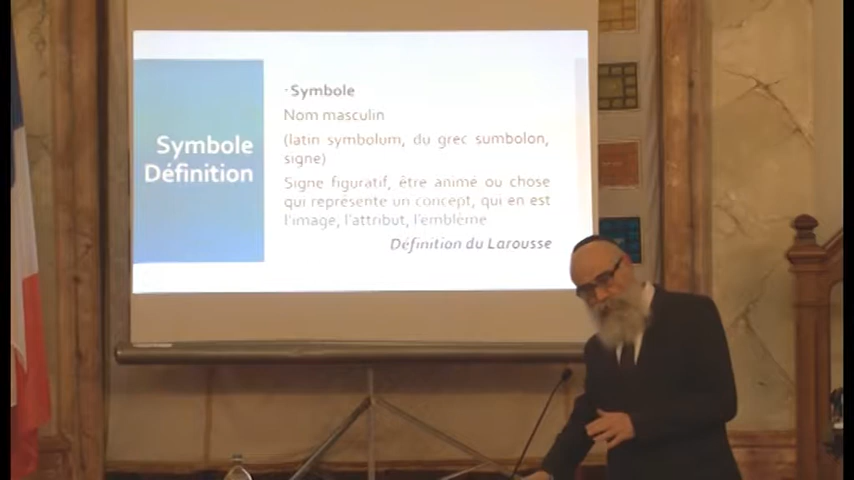 Symbole
Définition
·Symbole
Nom masculin
(latin symbolum, du grec sumbolon,
signe)
Signe figuratif, être animé ou chose
qui représente un concept, qui en est
l'image, l'attribut, l'emblème
Définition du Larousse